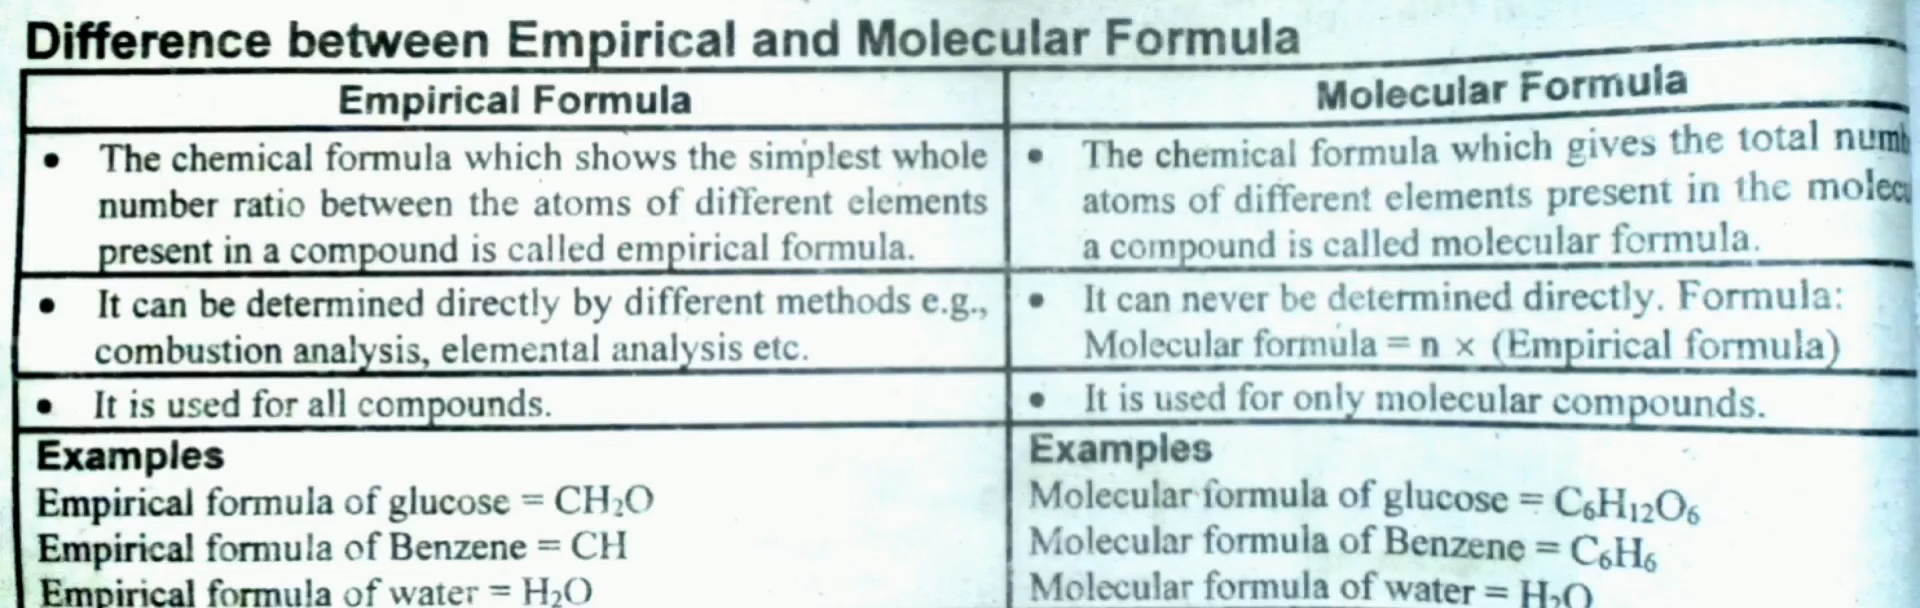 Difference between Empirical and Molecular Formula
Empirical Formula
• The chemical formula which shows the simplest whole
number ratio between the atoms of different elements
present in a compound is called empirical formula.
• It can be determined directly by different methods e.g.,
combustion analysis, elemental analysis etc.
• It is used for all compounds.
Examples
Empirical formula of glucose = CH₂O
Empirical formula of Benzene = CH
Empirical formula of water = H₂O
Molecular Formula
• The chemical formula which gives the total
atoms of different elements present in the
a compound is called molecular formula.
• It can never be determined directly. Formula:
Molecular formula = n × (Empirical formula)
• It is used for only molecular compounds.
Examples
Molecular formula of glucose = C₆H₁₂O₆
Molecular formula of Benzene = C₆H₆
Molecular formula of water = H₂O